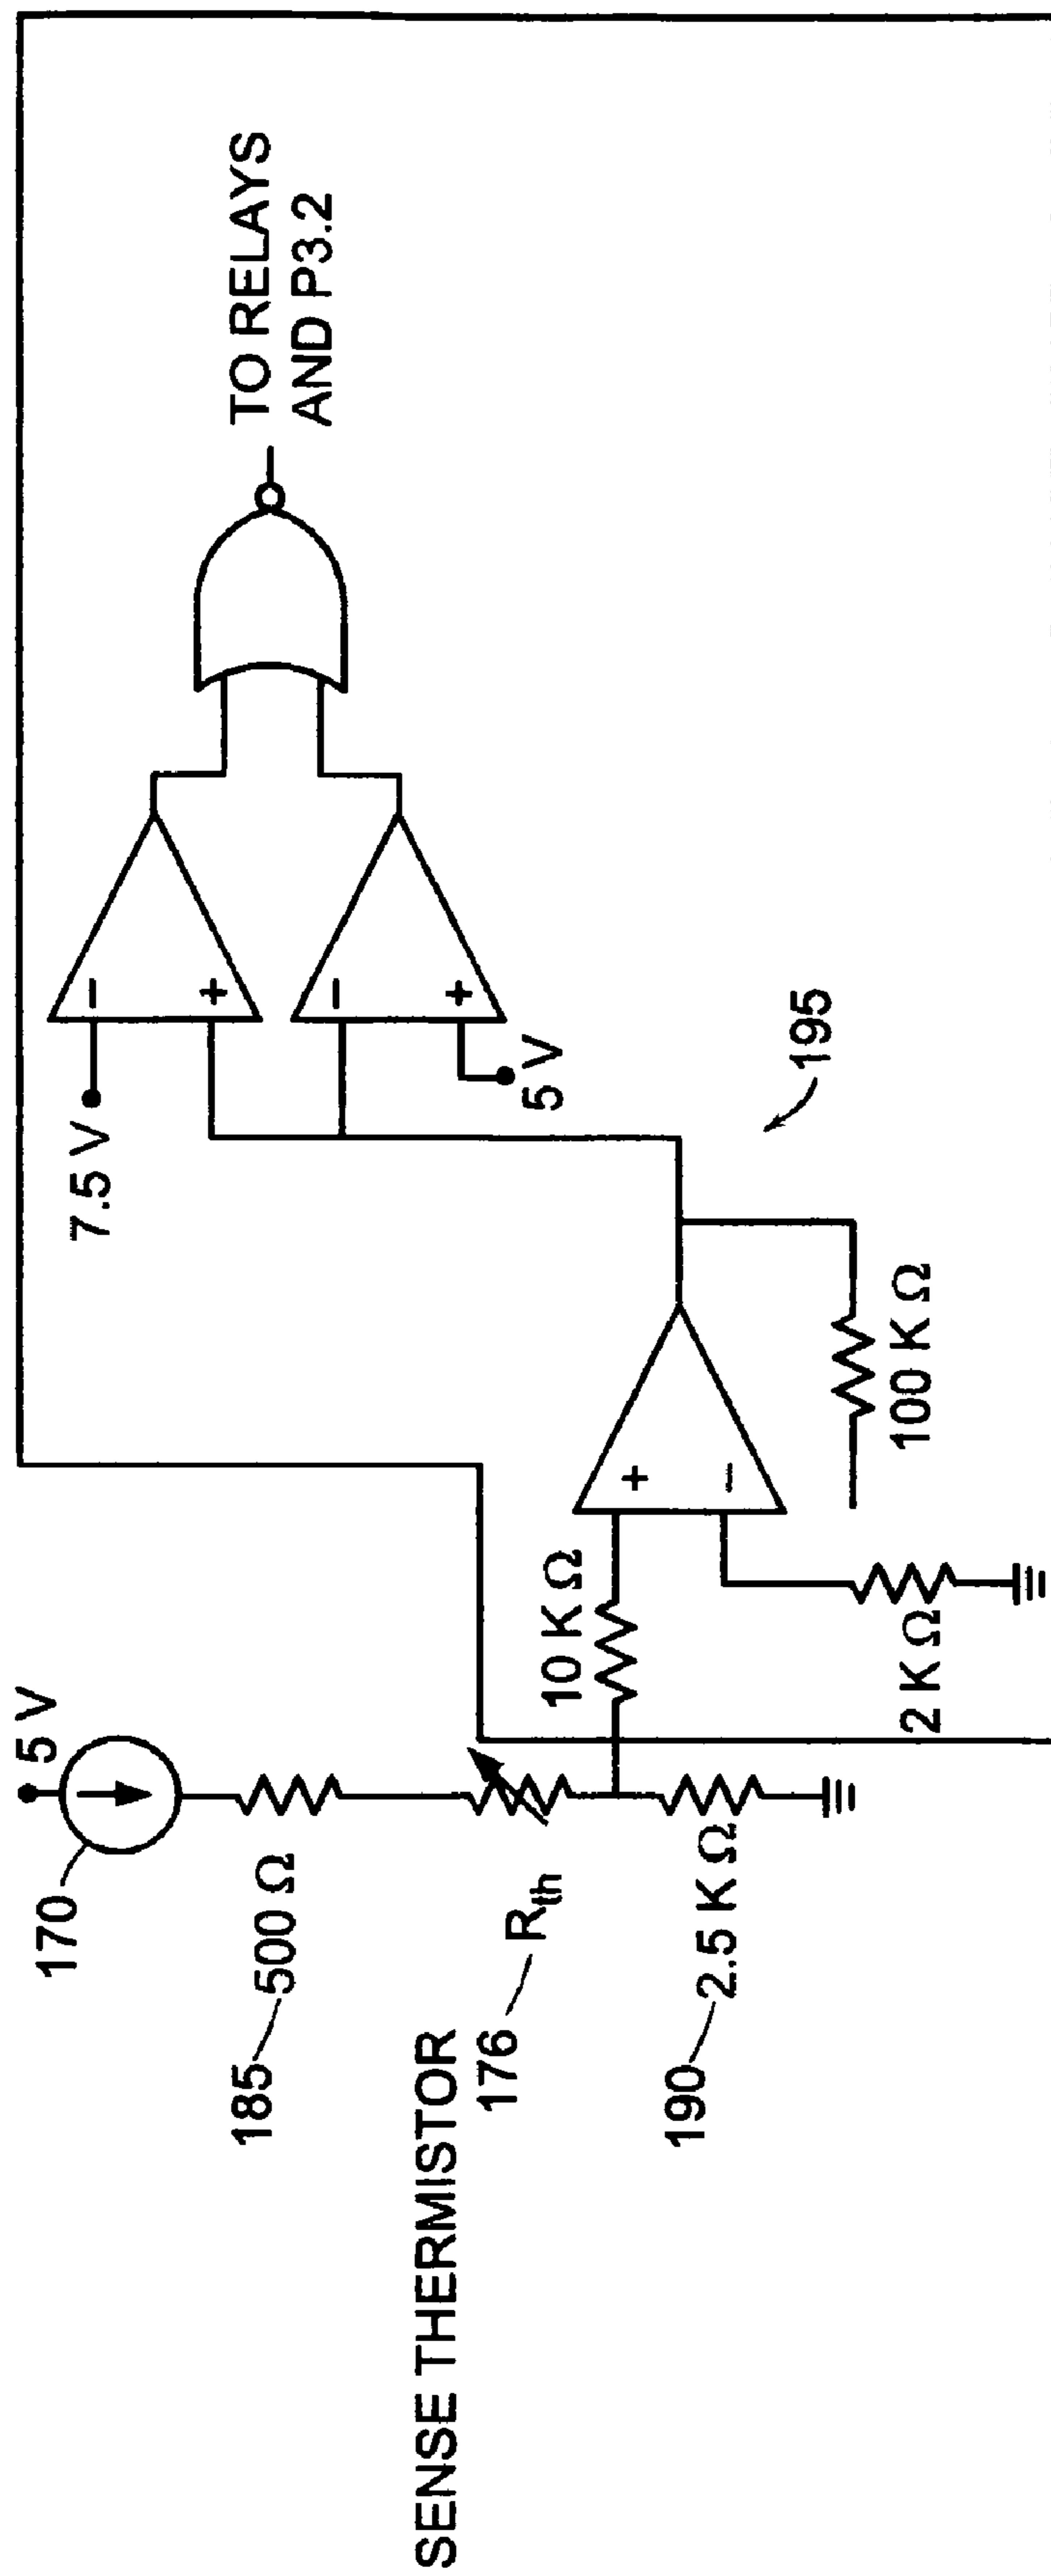 5 V
170
185
500 Ω
SENSE THERMISTOR
176
Rth
190
2.5 K Ω
10 K Ω
2 K Ω
+
−
100 K Ω
195
7.5 V
−
+
−
+
5 V
TO RELAYS
AND P3.2